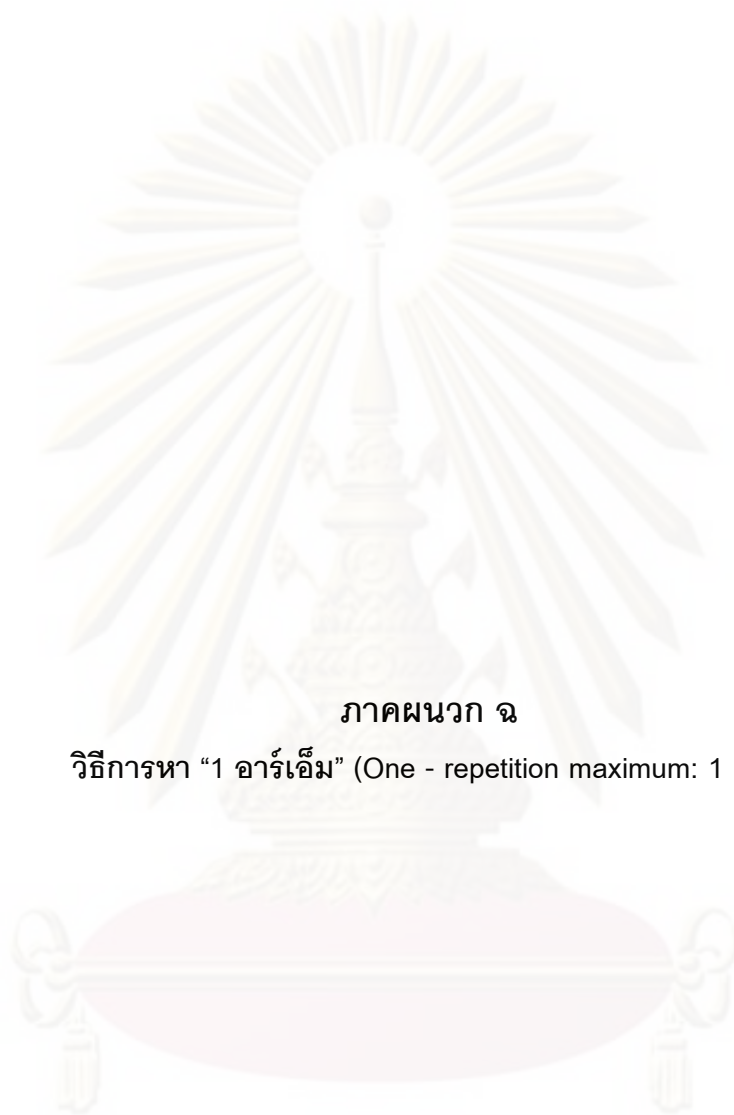 ภาคผนวก ฉ
วิธีการหา “1 อาร์เอ็ม” (One - repetition maximum: 1